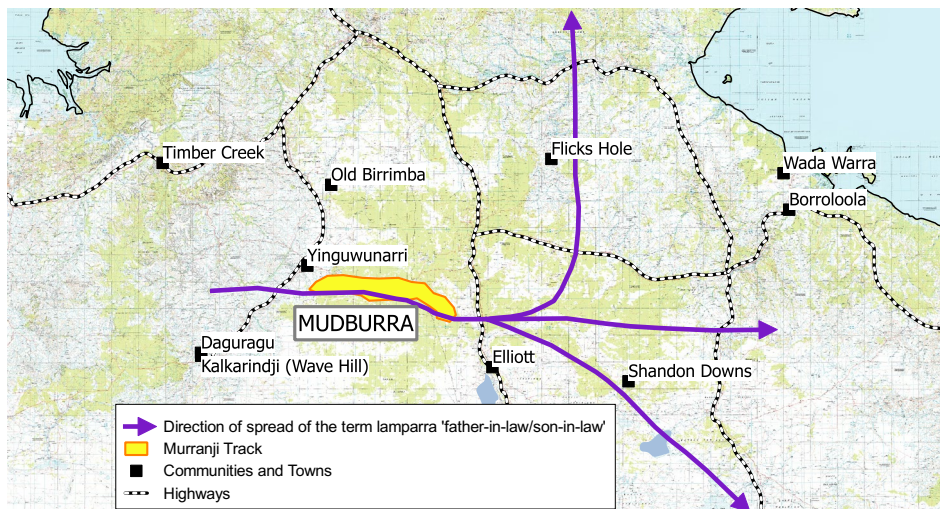 Timber Creek
Flicks Hole
Wada Warra
Old Birrimba
Borroloola
Yinguwunarri
MUDBURRA
Daguragu
Kalkarindji (Wave Hill)
Elliott
Shandon Downs
Direction of spread of the term lamparra 'father-in-law/son-in-law'
Murranji Track
Communities and Towns
Highways